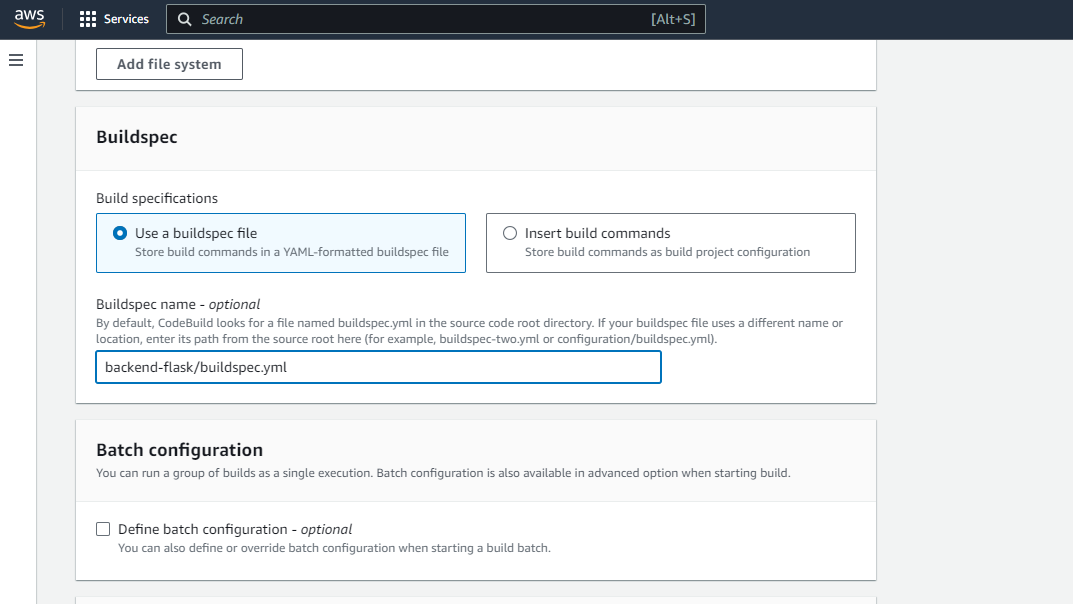 aws
Services
Search
[Alt+S]
Add file system
Buildspec
Build specifications
Use a buildspec file
Store build commands in a YAML-formatted buildspec file
Insert build commands
Store build commands as build project configuration
Buildspec name - optional
By default, CodeBuild looks for a file named buildspec.yml in the source code root directory. If your buildspec file uses a different name or
location, enter its path from the source root here (for example, buildspec-two.yml or configuration/buildspec.yml).
backend-flask/buildspec.yml
Batch configuration
You can run a group of builds as a single execution. Batch configuration is also available in advanced option when starting build.
Define batch configuration - optional
You can also define or override batch configuration when starting a build batch.